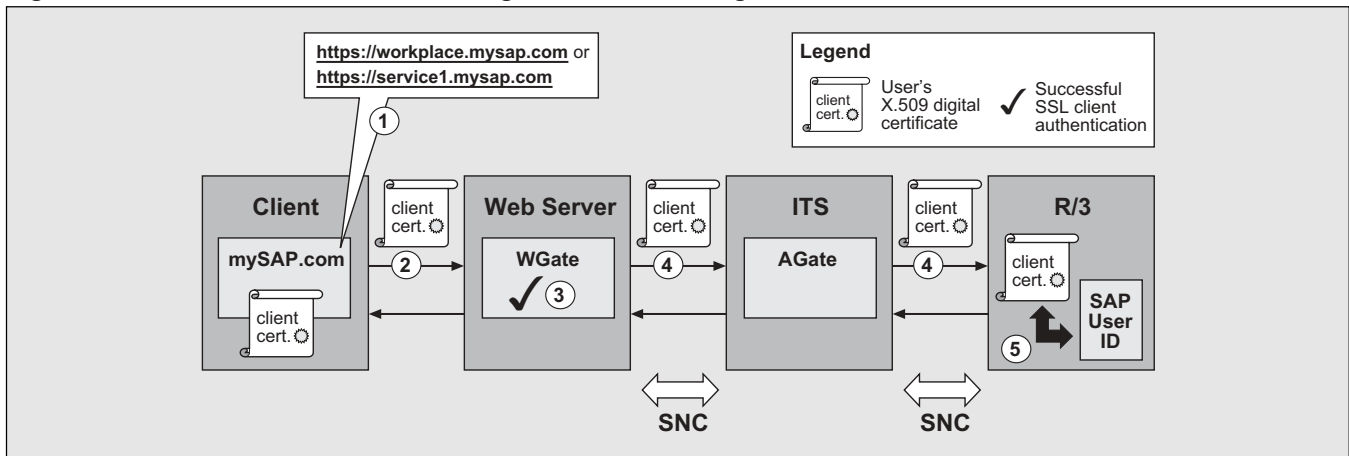 https://workplace.mysap.com or
https://service1.mysap.com
1
Legend
client
cert.
User's
X.509 digital
certificate
Successful
SSL client
authentication
Client
mySAP.com
client
cert.
client
cert.
2
Web Server
WGate
3
client
cert.
4
ITS
AGate
client
cert.
4
R/3
client
cert.
5
SAP
User
ID
SNC
SNC